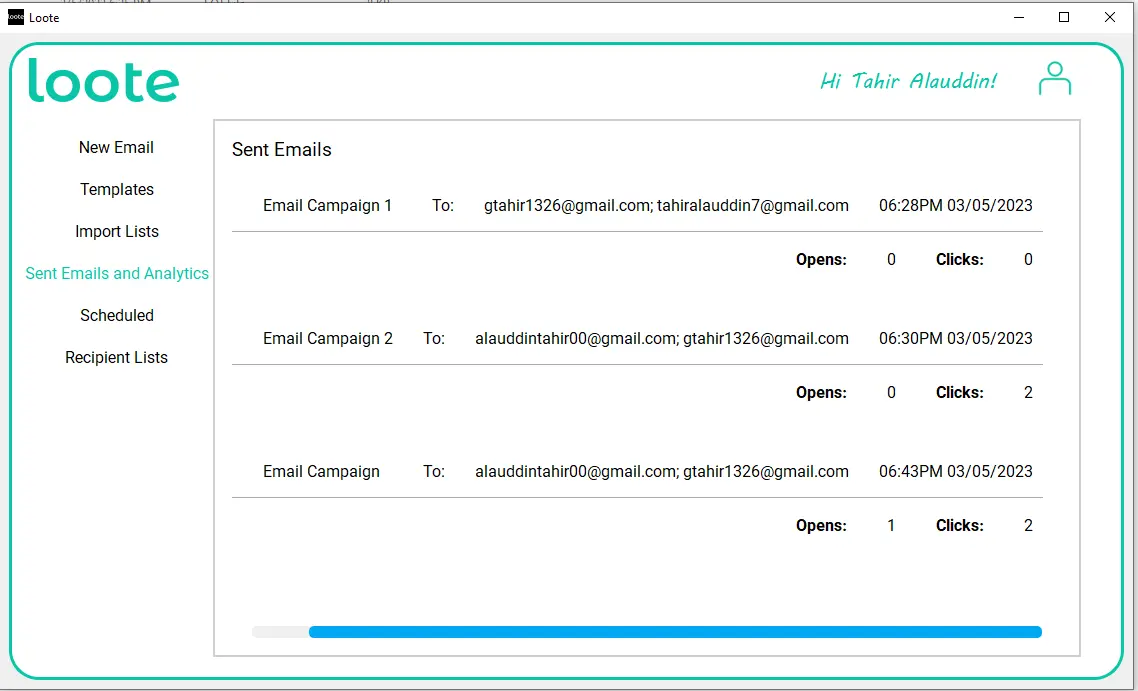 Loote
loote
Hi Tahir Alauddin!
New Email
Templates
Import Lists
Sent Emails and Analytics
Scheduled
Recipient Lists
Sent Emails
Email Campaign 1 To: gtahir1326@gmail.com; tahiralauddin7@gmail.com 06:28PM 03/05/2023
Opens: 0 Clicks: 0
Email Campaign 2 To: alauddintahir00@gmail.com; gtahir1326@gmail.com 06:30PM 03/05/2023
Opens: 0 Clicks: 2
Email Campaign To: alauddintahir00@gmail.com; gtahir1326@gmail.com 06:43PM 03/05/2023
Opens: 1 Clicks: 2